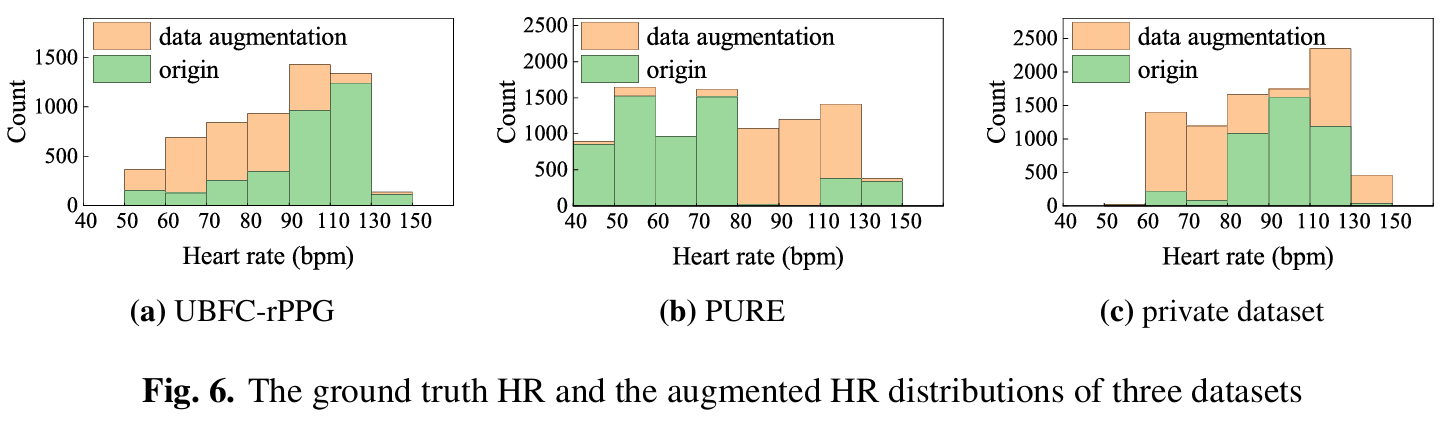 data augmentation
origin
1500
1000
500
0
Count
40 50 60 70 80 90 110 130 150
Heart rate (bpm)
(a) UBFC-rPPG
data augmentation
origin
2500
2000
1500
1000
500
0
Count
40 50 60 70 80 90 110 130 150
Heart rate (bpm)
(b) PURE
data augmentation
origin
2500
2000
1500
1000
500
0
Count
40 50 60 70 80 90 110 130 150
Heart rate (bpm)
(c) private dataset
Fig. 6. The ground truth HR and the augmented HR distributions of three datasets